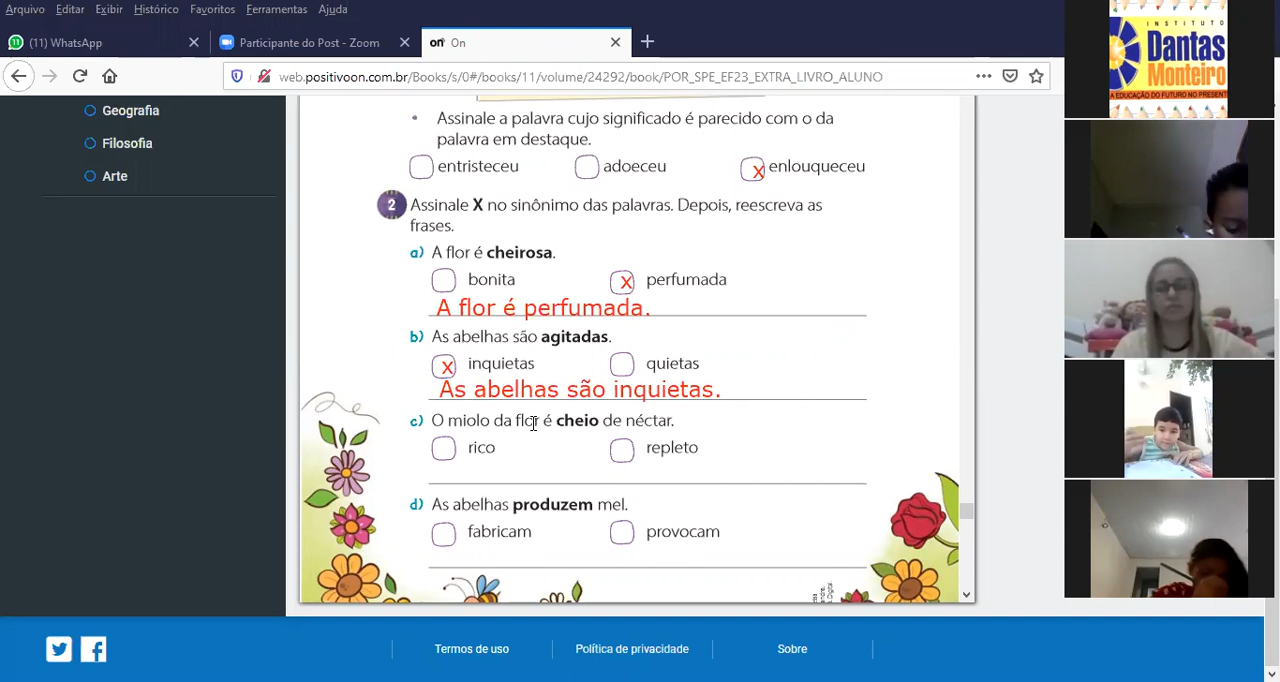 Arquivo Editar Exibir Histórico Favoritos Ferramentas Ajuda
(11) WhatsApp
Participante do Post - Zoom
on On
web.positivoon.com.br/Books/s/0#/books/11/volume/24292/book/POR_SPE_EF23_EXTRA_LIVRO_ALUNO
Geografia
Filosofia
Arte
• Assinale a palavra cujo significado é parecido com o da
palavra em destaque.
entristeceu adoeceu x enlouqueceu
2 Assinale X no sinônimo das palavras. Depois, reescreva as
frases.
a) A flor é cheirosa.
bonita x perfumada
A flor é perfumada.
b) As abelhas são agitadas.
x inquietas quietas
As abelhas são inquietas.
c) O miolo da flor é cheio de néctar.
rico repleto
d) As abelhas produzem mel.
fabricam provocam
Termos de uso Política de privacidade Sobre
INSTITUTO
Dantas
Monteiro
A EDUCAÇÃO DO FUTURO NO PRESENT